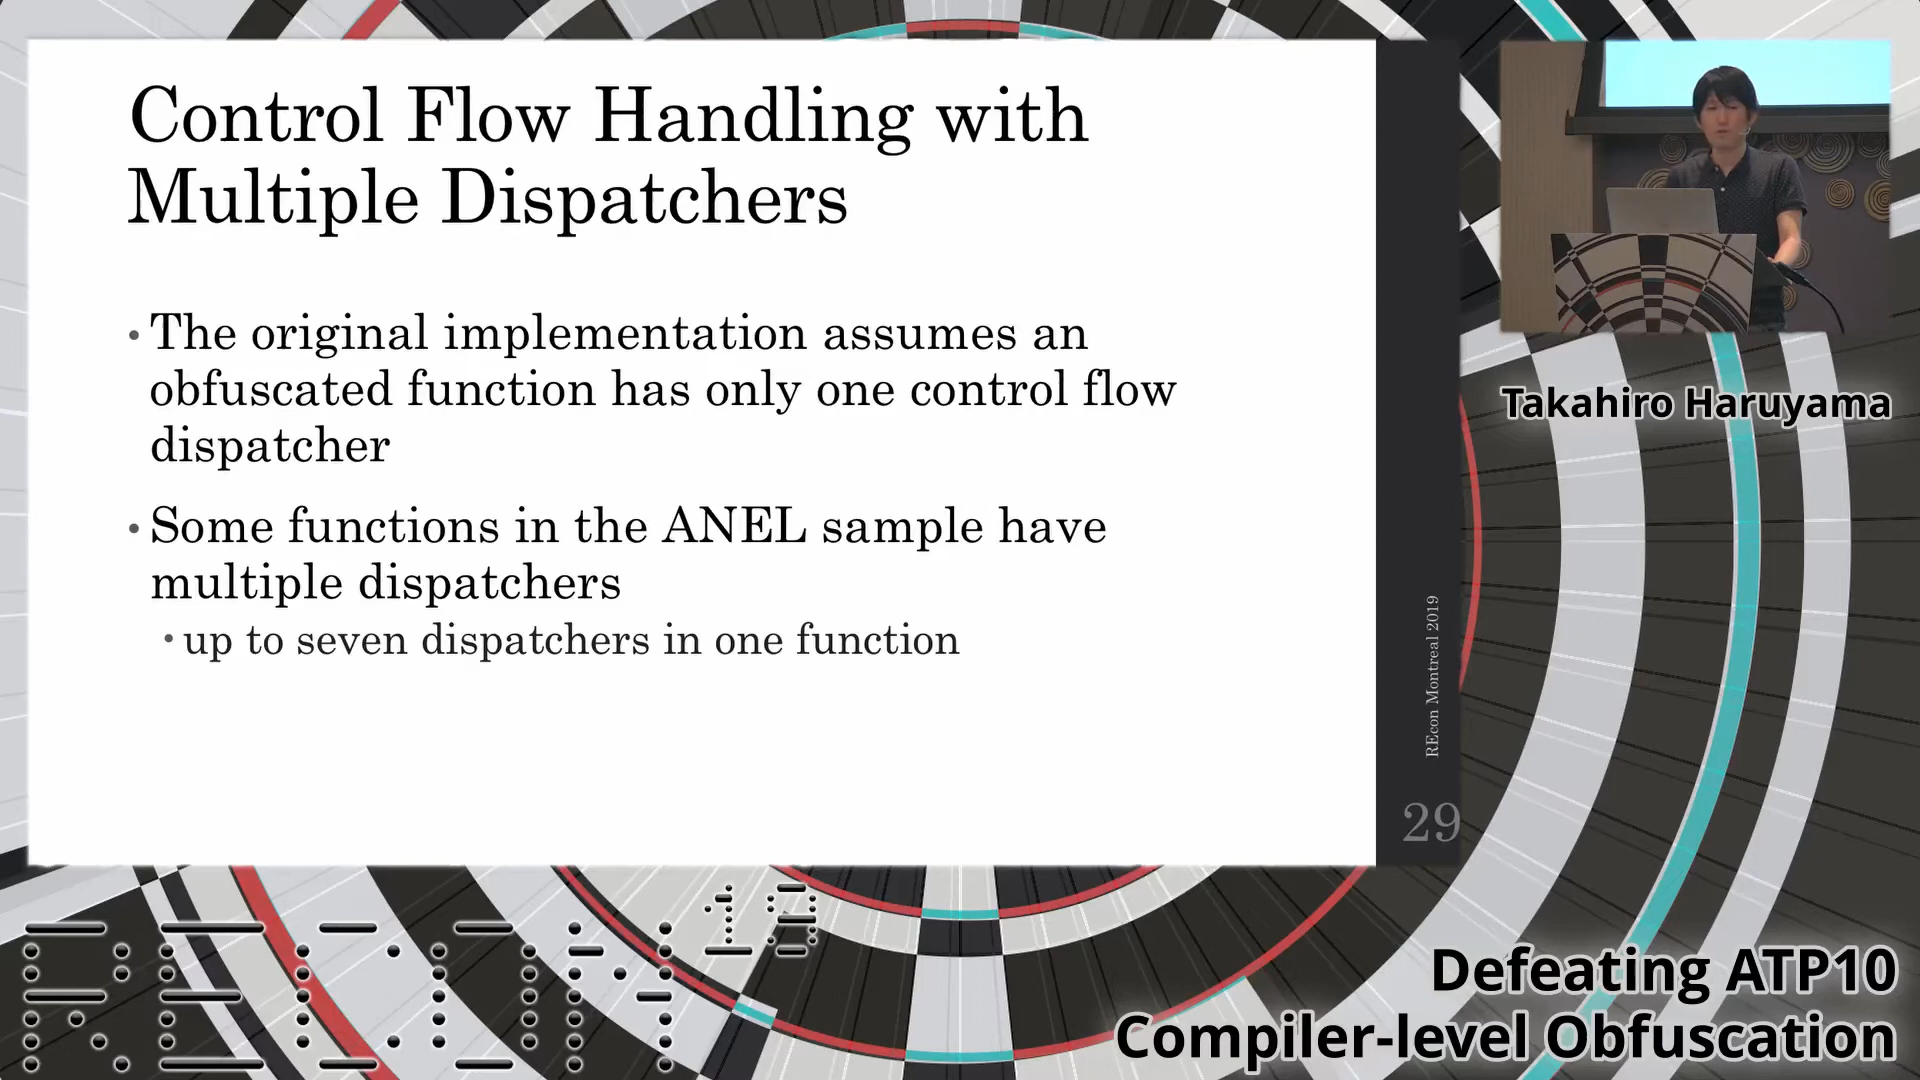 Control Flow Handling with
Multiple Dispatchers
• The original implementation assumes an
obfuscated function has only one control flow
dispatcher
• Some functions in the ANEL sample have
multiple dispatchers
• up to seven dispatchers in one function
REcon Montreal 2019
29
Takahiro Haruyama
RECON 19
Defeating ATP10
Compiler-level Obfuscation